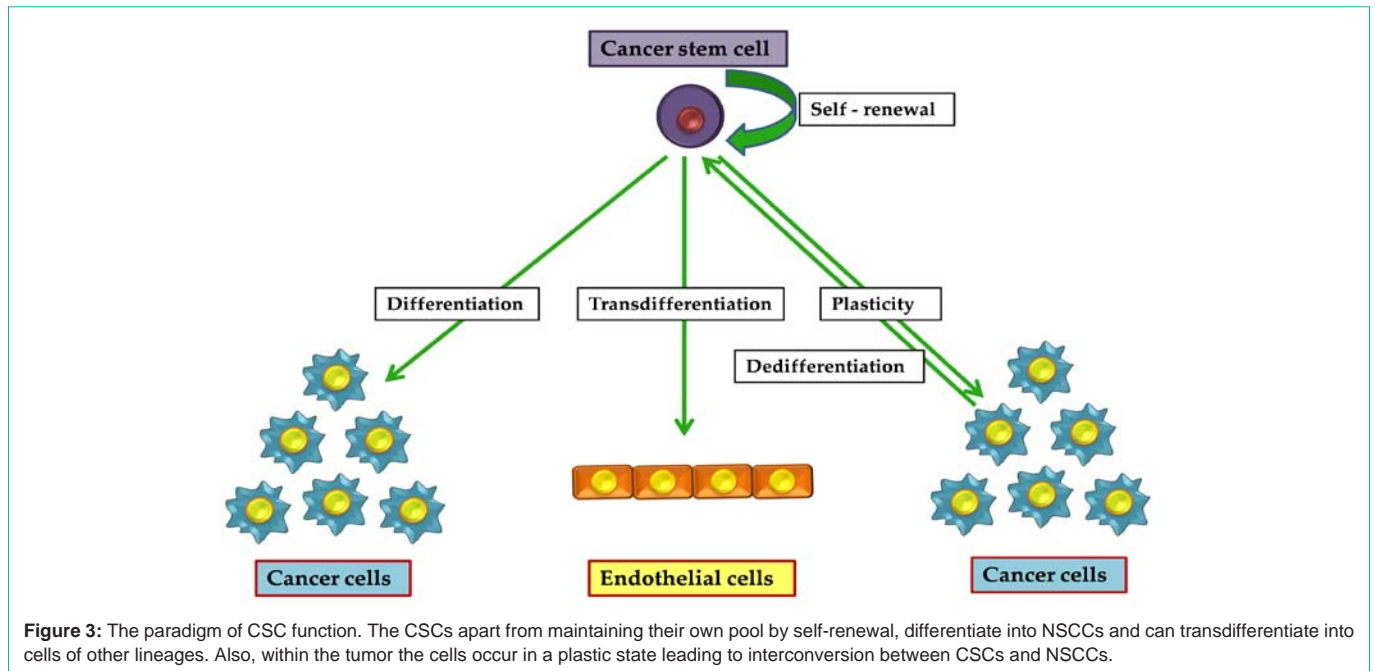 Cancer stem cell
Self - renewal
Differentiation
Transdifferentiation
Plasticity
Dedifferentiation
Cancer cells
Endothelial cells
Cancer cells
Figure 3: The paradigm of CSC function. The CSCs apart from maintaining their own pool by self-renewal, differentiate into NSCCs and can transdifferentiate into
cells of other lineages. Also, within the tumor the cells occur in a plastic state leading to interconversion between CSCs and NSCCs.